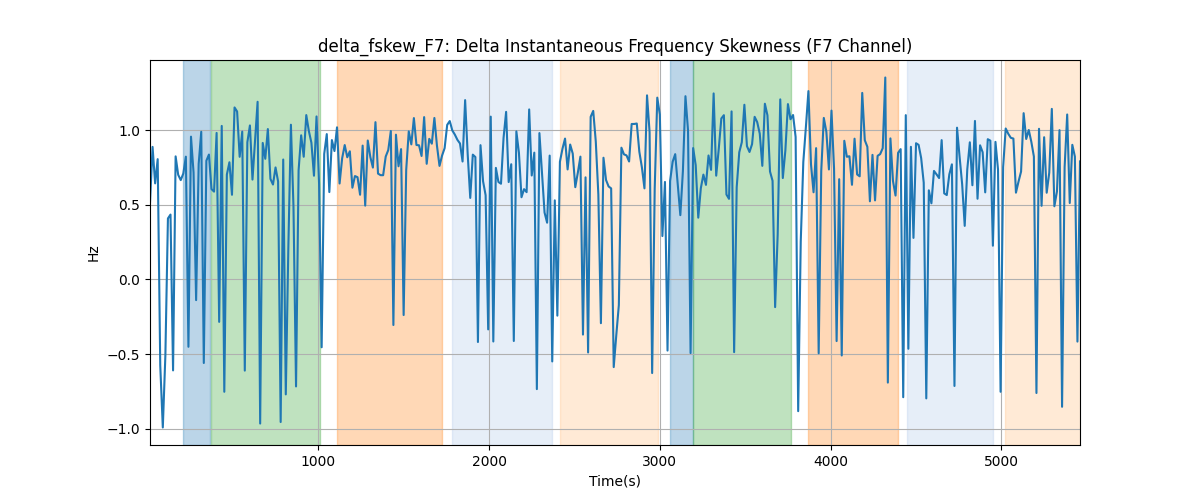 delta_fskew_F7: Delta Instantaneous Frequency Skewness (F7 Channel)
1.0
0.5
0.0
−0.5
−1.0
Hz
1000 2000 3000 4000 5000
Time(s)